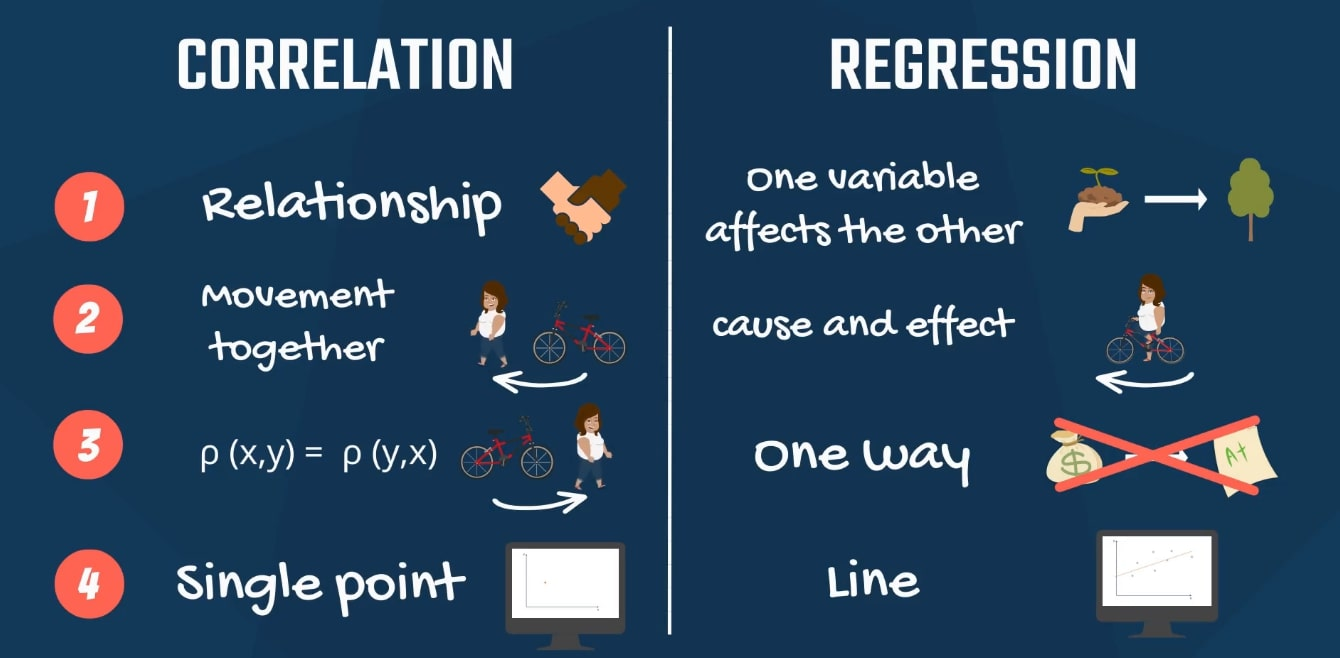 CORRELATION
REGRESSION
1
Relationship
One variable
affects the other
2
Movement
together
cause and effect
3
ρ (x,y) = ρ (y,x)
One way
$
A+
4
Single point
Line